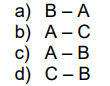 a) B – A
b) A – C
c) A – B
d) C – B